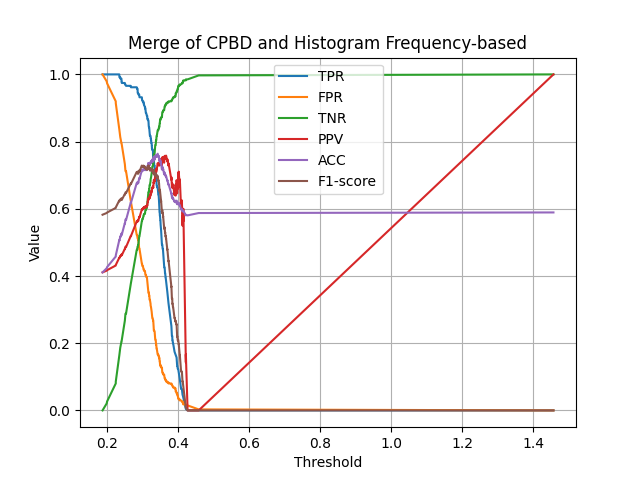 Merge of CPBD and Histogram Frequency-based
TPR
FPR
TNR
PPV
ACC
F1-score
1.0
0.8
0.6
0.4
0.2
0.0
Value
0.2 0.4 0.6 0.8 1.0 1.2 1.4
Threshold